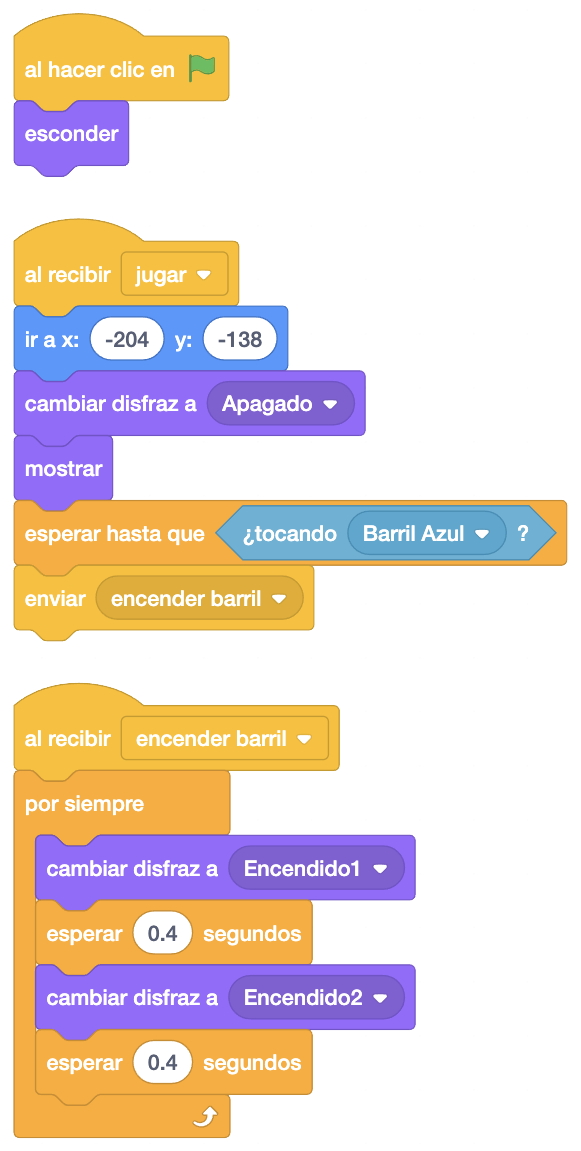 al hacer clic en
esconder
al recibir jugar
ir a x: -204 y: -138
cambiar disfraz a Apagado
mostrar
esperar hasta que ¿tocando Barril Azul ?
enviar encender barril
al recibir encender barril
por siempre
cambiar disfraz a Encendido1
esperar 0.4 segundos
cambiar disfraz a Encendido2
esperar 0.4 segundos